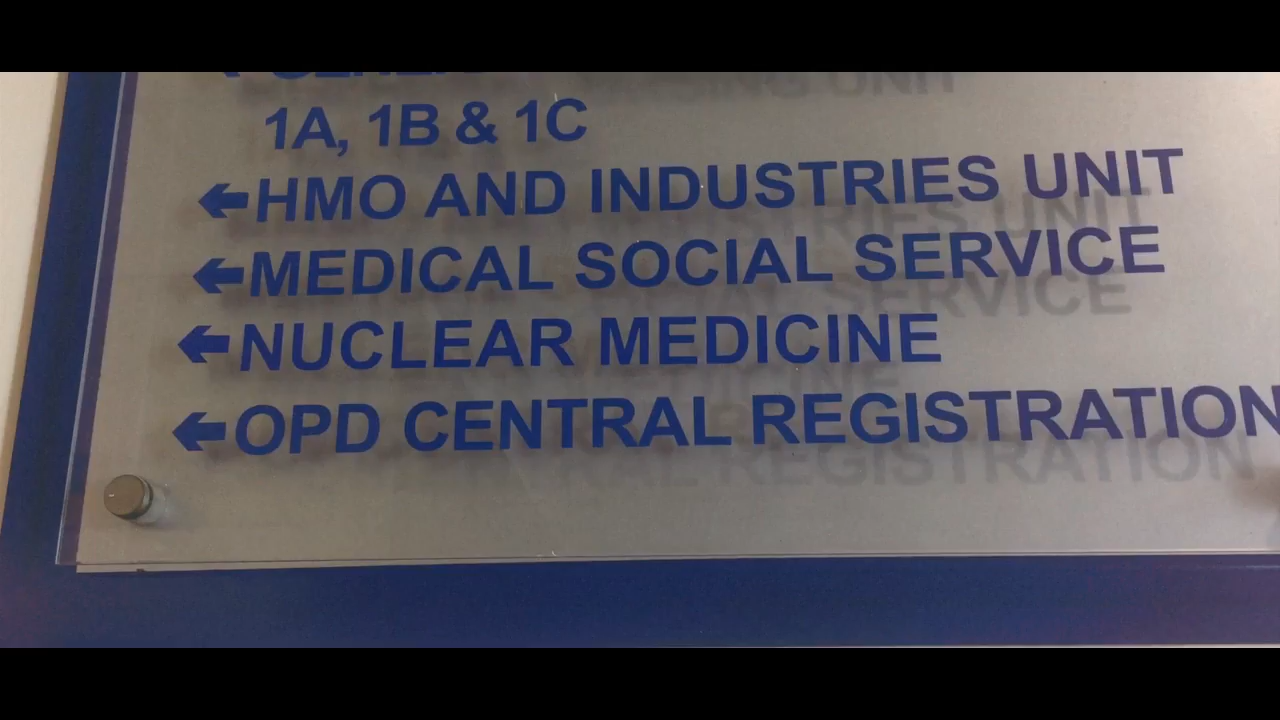 1A, 1B & 1C
←HMO AND INDUSTRIES UNIT
←MEDICAL SOCIAL SERVICE
←NUCLEAR MEDICINE
←OPD CENTRAL REGISTRATION